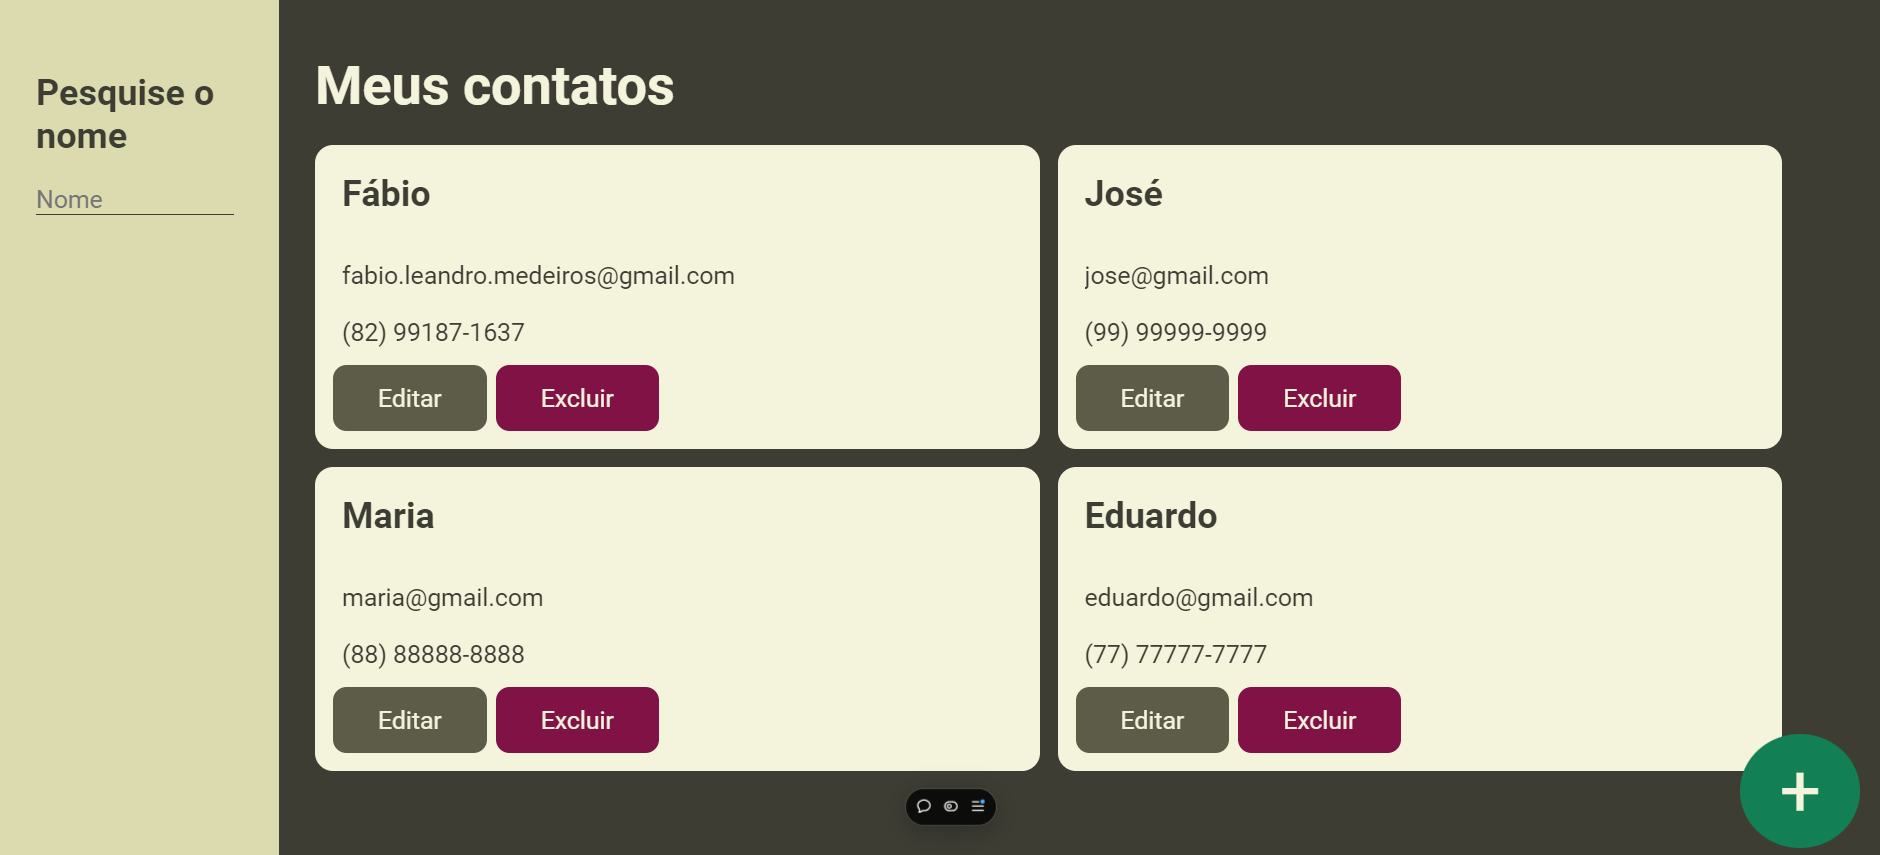 Pesquise o
nome
Nome
Meus contatos
Fábio
fabio.leandro.medeiros@gmail.com
(82) 99187-1637
Editar
Excluir
José
jose@gmail.com
(99) 99999-9999
Editar
Excluir
Maria
maria@gmail.com
(88) 88888-8888
Editar
Excluir
Eduardo
eduardo@gmail.com
(77) 77777-7777
Editar
Excluir
+